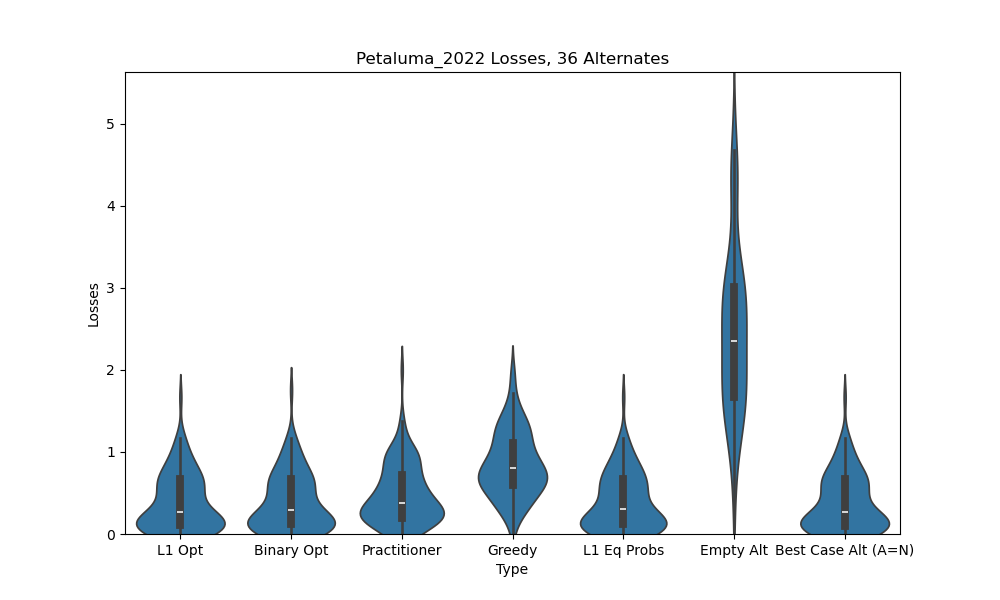 Petaluma_2022 Losses, 36 Alternates
Losses
5
4
3
2
1
0
L1 Opt Binary Opt Practitioner Greedy L1 Eq Probs Empty Alt Best Case Alt (A=N)
Type